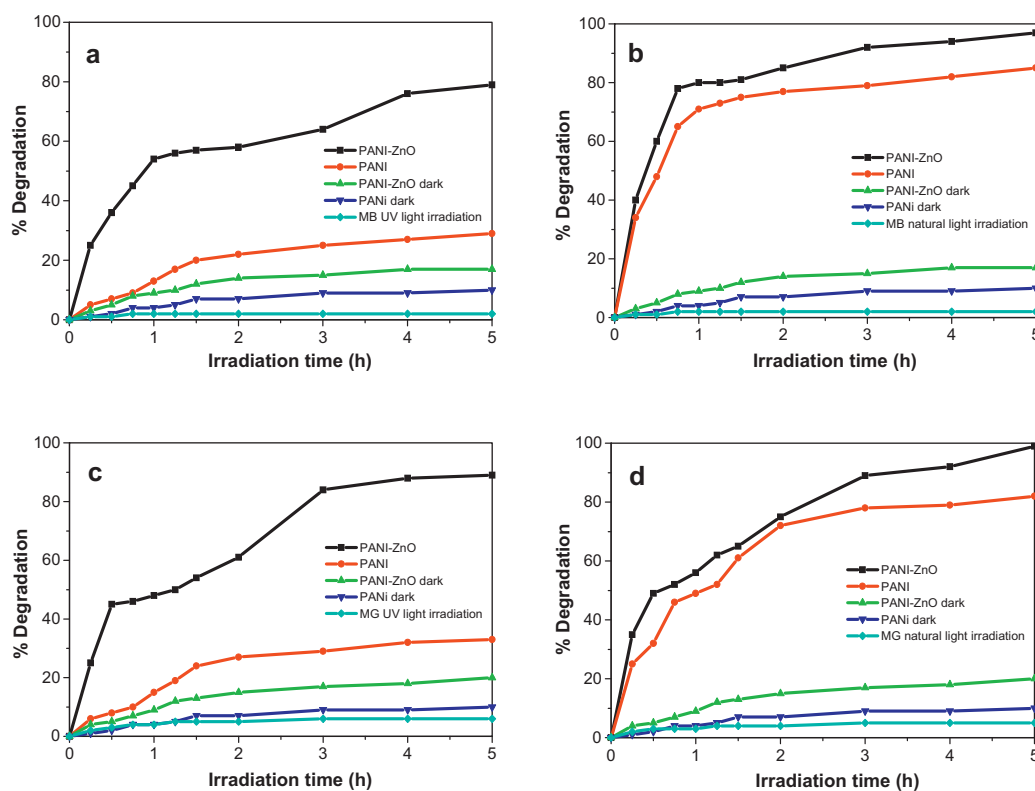 a
100
80
60
40
20
0
% Degradation
PANI-ZnO
PANI
PANI-ZnO dark
PANi dark
MB UV light irradiation
0 1 2 3 4 5
Irradiation time (h)
b
100
80
60
40
20
0
% Degradation
PANI-ZnO
PANI
PANI-ZnO dark
PANi dark
MB natural light irradiation
0 1 2 3 4 5
Irradiation time (h)
c
100
80
60
40
20
0
% Degradation
PANI-ZnO
PANI
PANI-ZnO dark
PANi dark
MG UV light irradiation
0 1 2 3 4 5
Irradiation time (h)
d
100
80
60
40
20
0
% Degradation
PANI-ZnO
PANI
PANI-ZnO dark
PANi dark
MG natural light irradiation
0 1 2 3 4 5
Irradiation time (h)